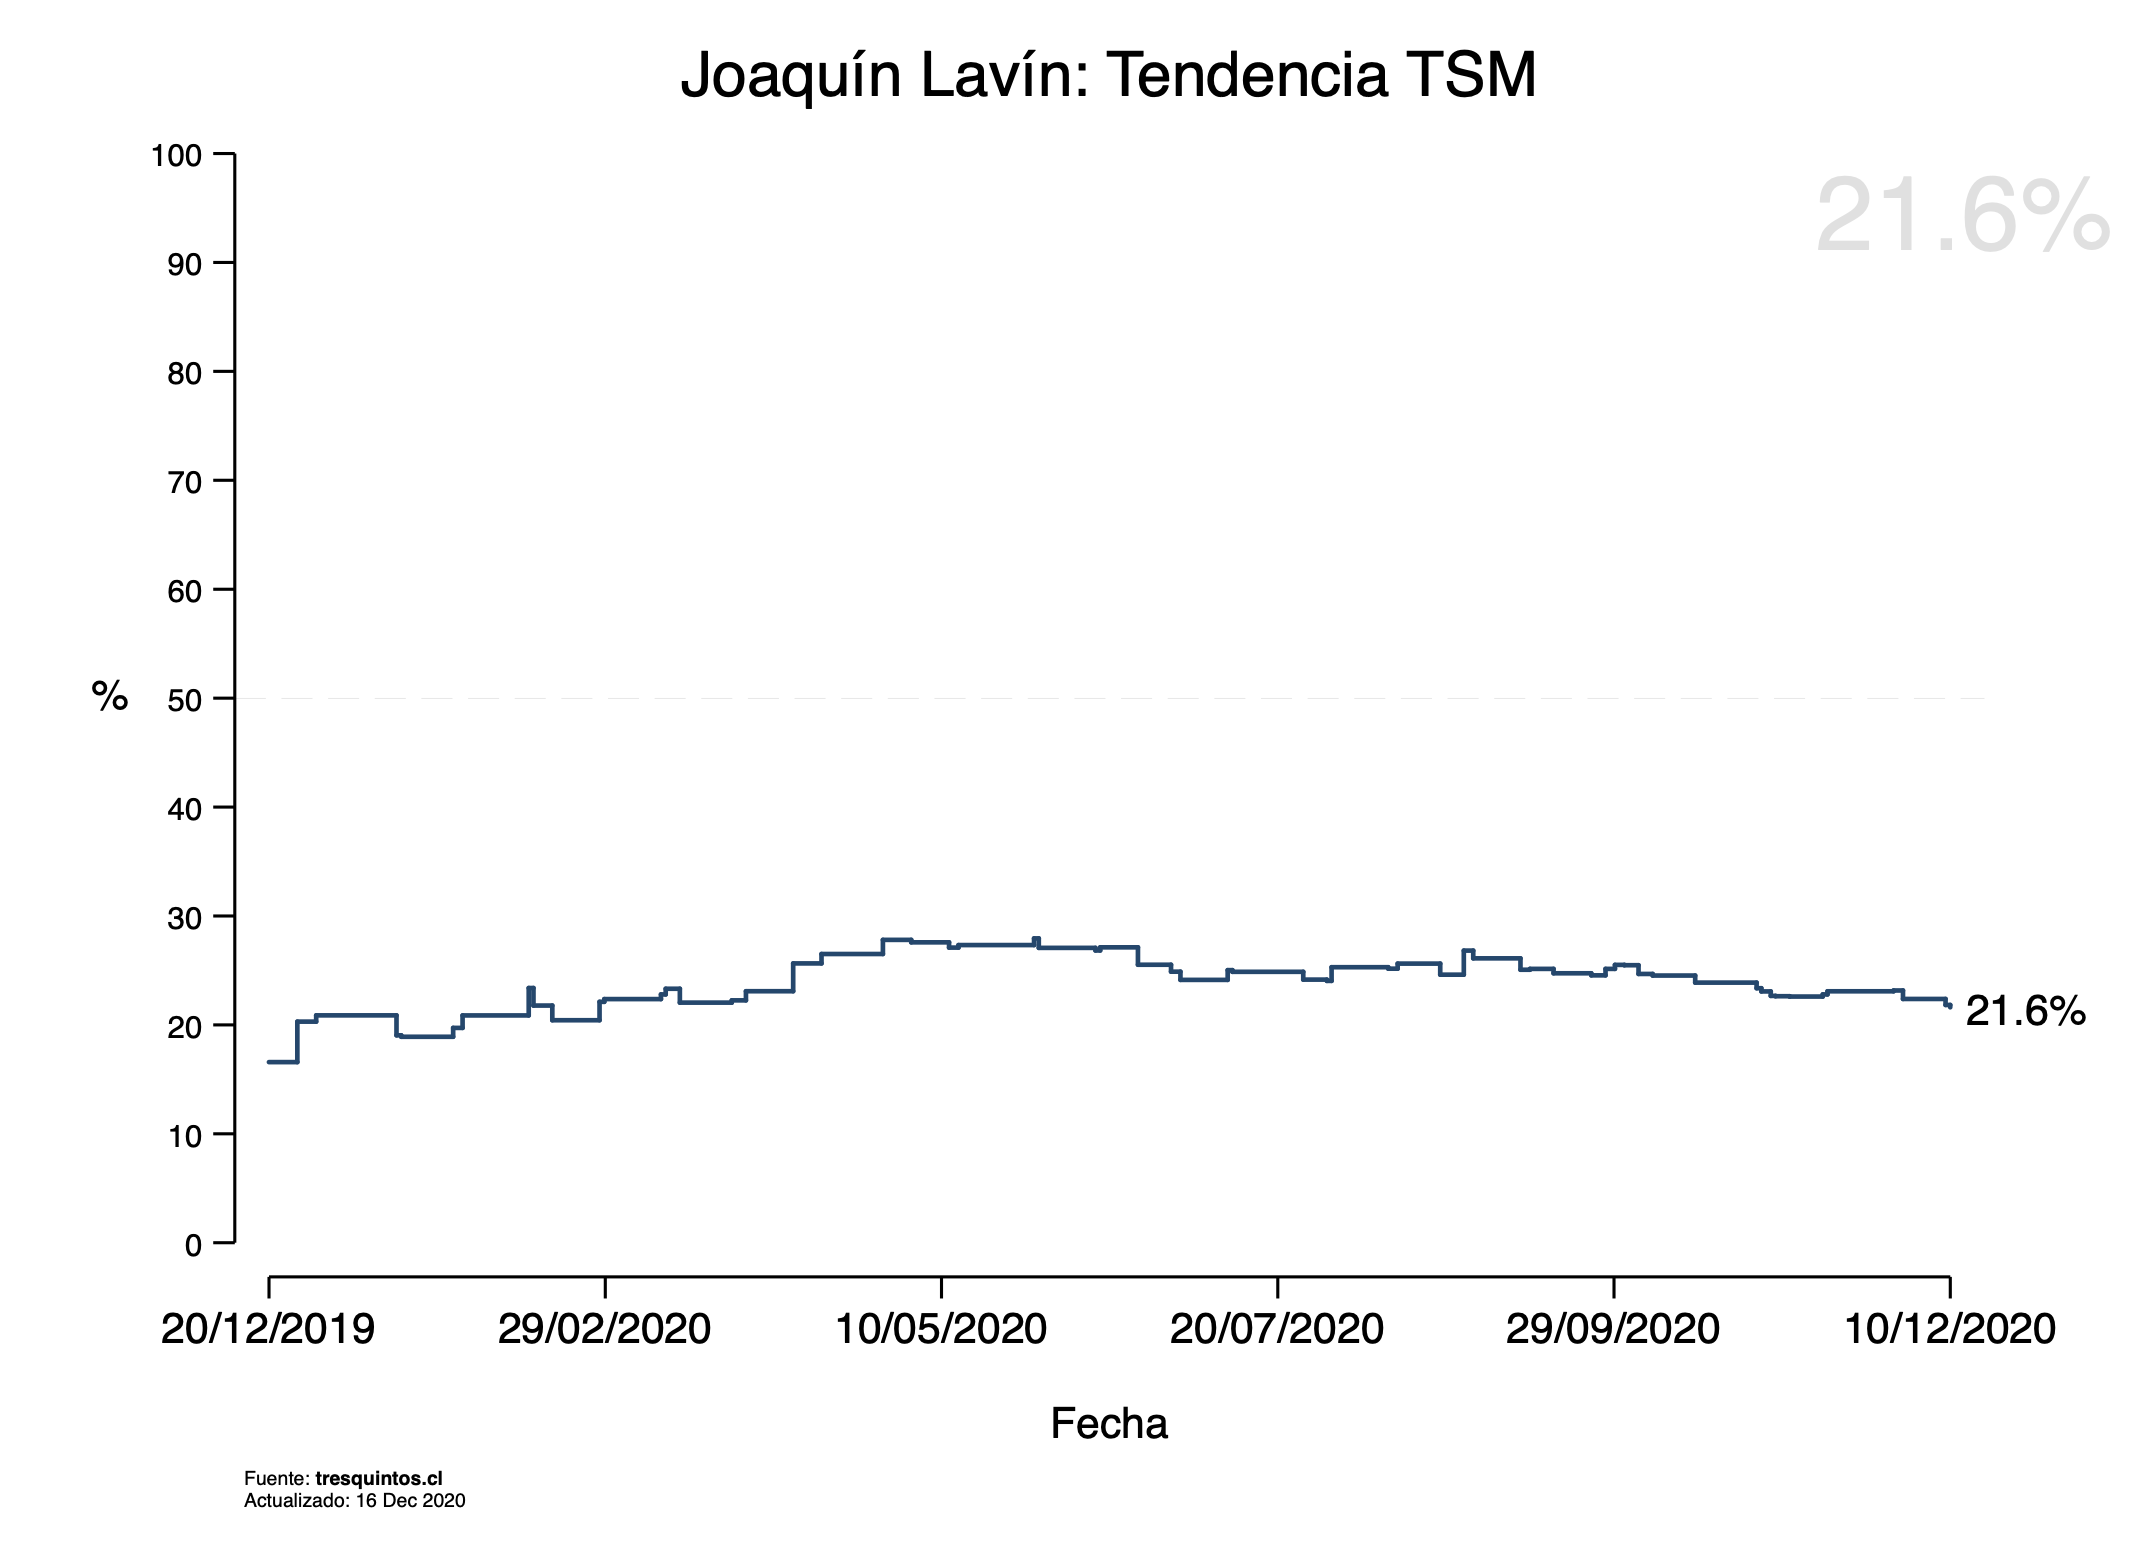 Joaquín Lavín: Tendencia TSM
21.6%
100
90
80
70
60
50
40
30
20
10
0
%
21.6%
20/12/2019 29/02/2020 10/05/2020 20/07/2020 29/09/2020 10/12/2020
Fecha
Fuente: tresquintos.cl
Actualizado: 16 Dec 2020